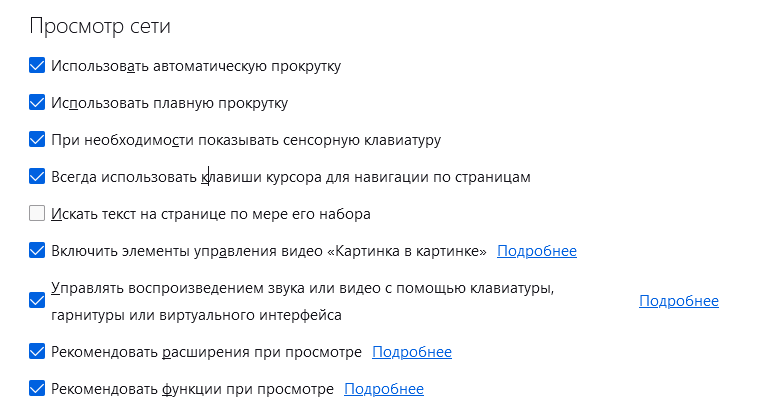 Просмотр сети
Использовать автоматическую прокрутку
Использовать плавную прокрутку
При необходимости показывать сенсорную клавиатуру
Всегда использовать клавиши курсора для навигации по страницам
Искать текст на странице по мере его набора
Включить элементы управления видео «Картинка в картинке» Подробнее
Управлять воспроизведением звука или видео с помощью клавиатуры,
гарнитуры или виртуального интерфейса Подробнее
Рекомендовать расширения при просмотре Подробнее
Рекомендовать функции при просмотре Подробнее